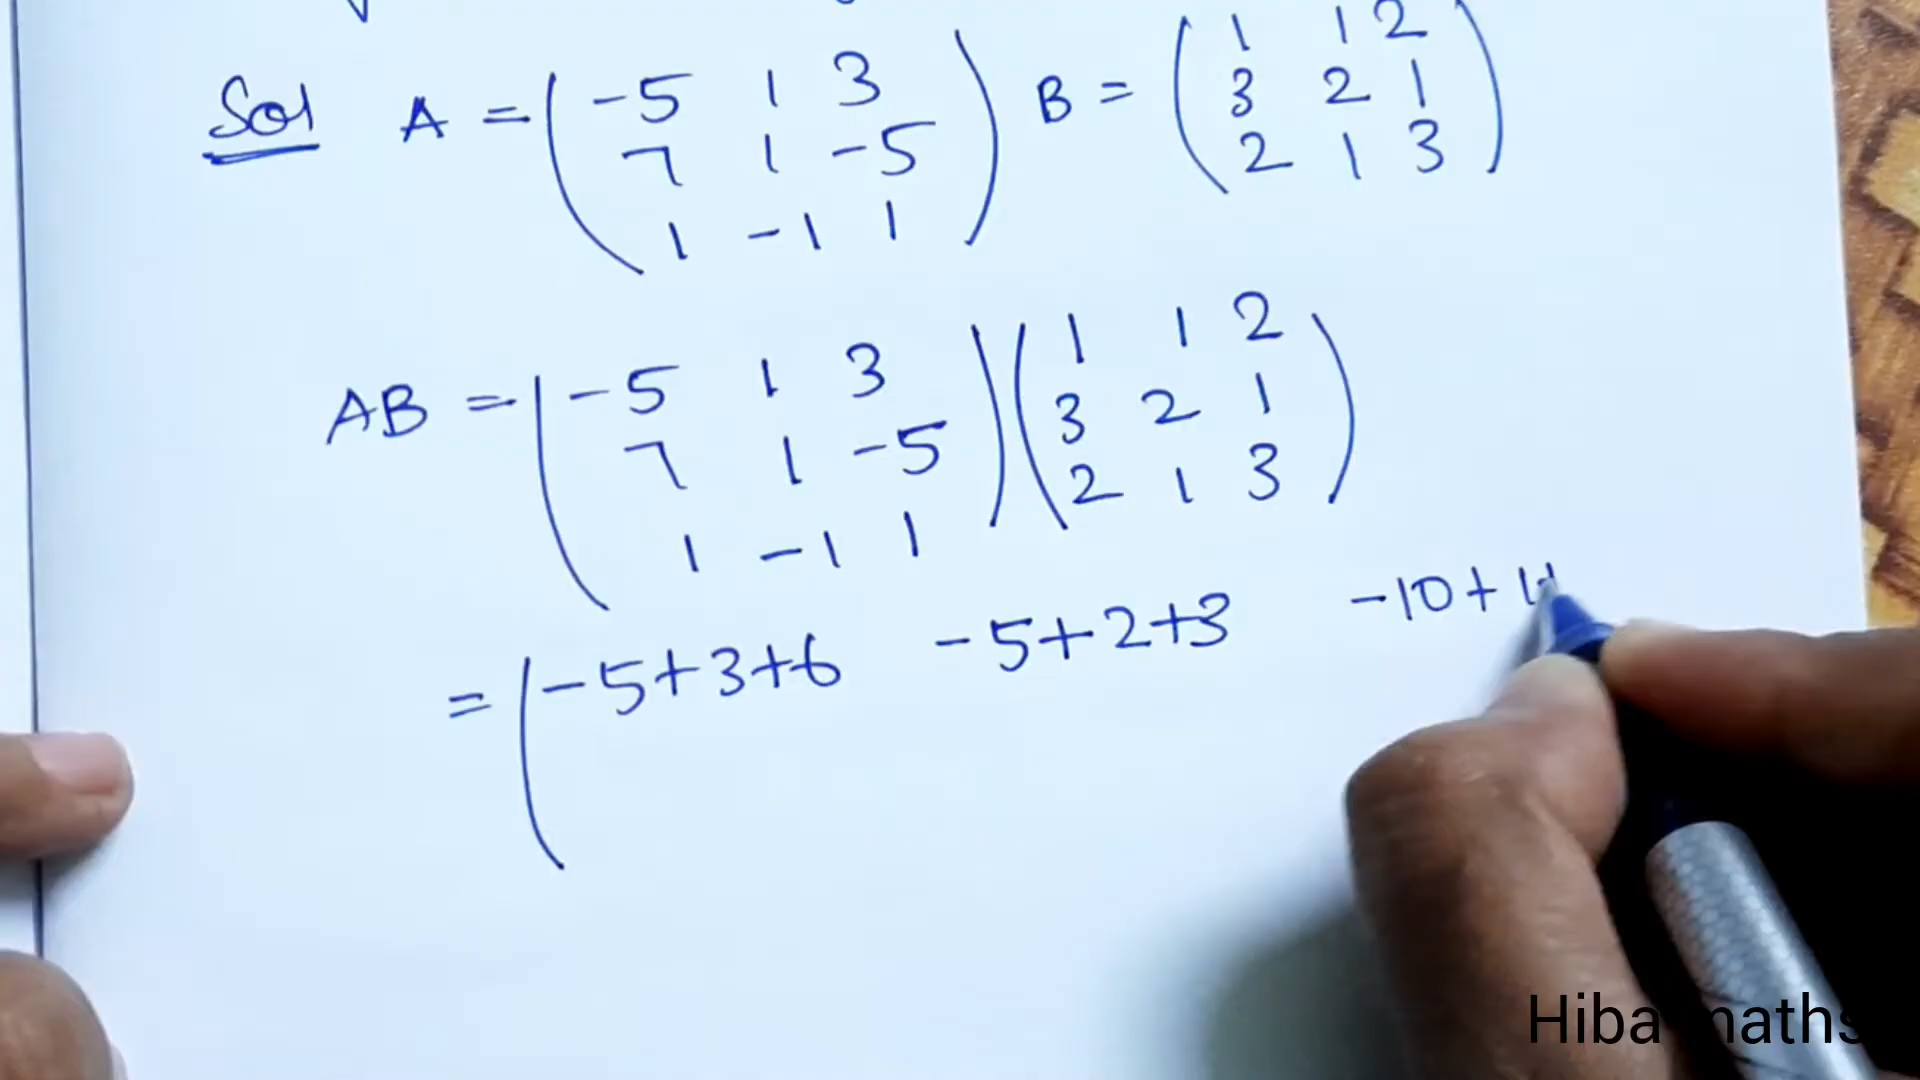 Sol A = ( -5 1 3 ) B = ( 1 1 2 )
7 1 -5 3 2 1
1 -1 1 2 1 3
AB = ( -5 1 3 ) ( 1 1 2 )
7 1 -5 3 2 1
1 -1 1 2 1 3
= ( -5+3+6 -5+2+3 -10+1
Hiba maths